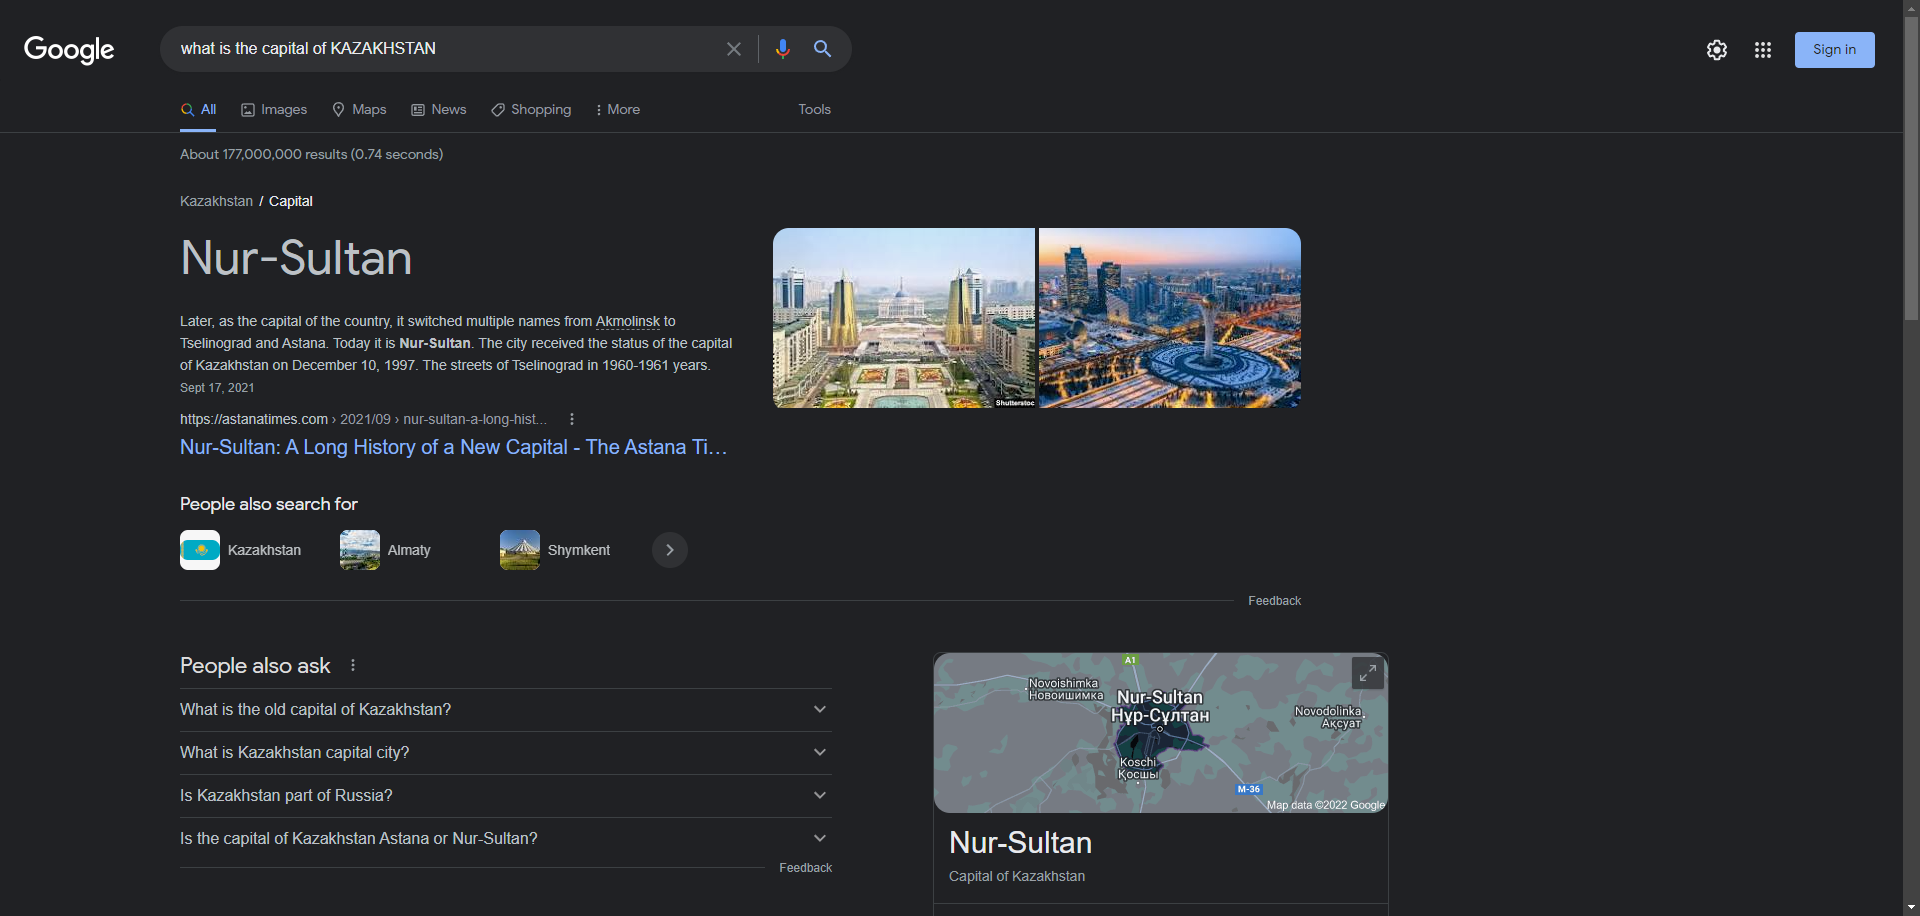 Google
what is the capital of KAZAKHSTAN
Sign in
All
Images
Maps
News
Shopping
More
Tools
About 177,000,000 results (0.74 seconds)
Kazakhstan / Capital
Nur-Sultan
Later, as the capital of the country, it switched multiple names from Akmolinsk to
Tselinograd and Astana. Today it is Nur-Sultan. The city received the status of the capital
of Kazakhstan on December 10, 1997. The streets of Tselinograd in 1960-1961 years.
Sept 17, 2021
Shutterstoc
https://astanatimes.com › 2021/09 › nur-sultan-a-long-hist...
Nur-Sultan: A Long History of a New Capital - The Astana Ti...
People also search for
Kazakhstan
Almaty
Shymkent
Feedback
People also ask
What is the old capital of Kazakhstan?
What is Kazakhstan capital city?
Is Kazakhstan part of Russia?
Is the capital of Kazakhstan Astana or Nur-Sultan?
Feedback
A1
Novoishimka
Новоишимка
Nur-Sultan
Нұр-Сұлтан
Novodolinka
Ақсуат
Koschi
Қосшы
M-36
Map data ©2022 Google
Nur-Sultan
Capital of Kazakhstan